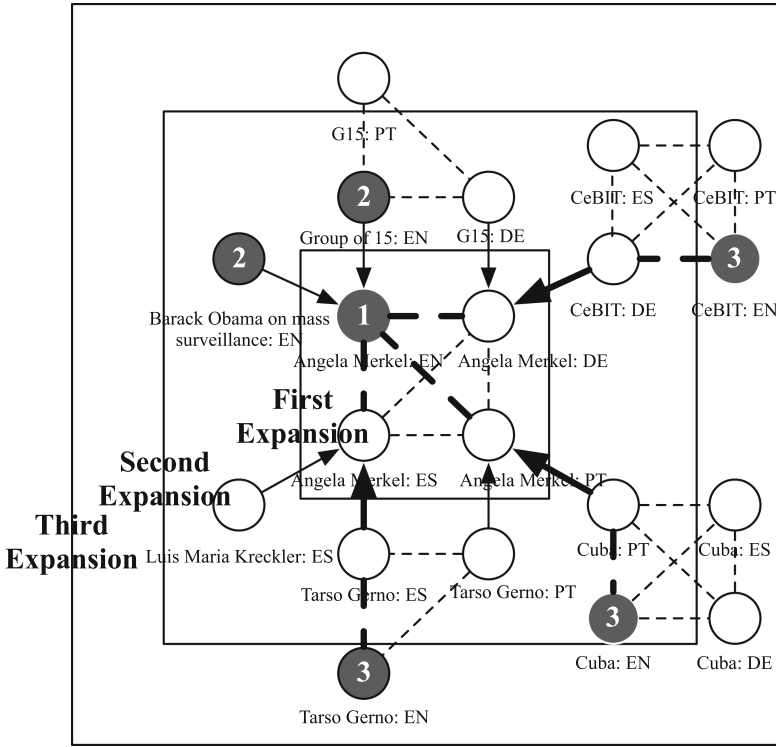 G15: PT
CeBIT: ES
CeBIT: PT
2
Group of 15: EN
G15: DE
2
3
CeBIT: DE
CeBIT: EN
Barack Obama on mass
surveillance: EN
1
Angela Merkel: EN
Angela Merkel: DE
First
Expansion
Angela Merkel: ES
Angela Merkel: PT
Second
Expansion
Third
Expansion
Luis Maria Kreckler: ES
Cuba: PT
Cuba: ES
Tarso Gerno: ES
Tarso Gerno: PT
3
Cuba: EN
Cuba: DE
3
Tarso Gerno: EN